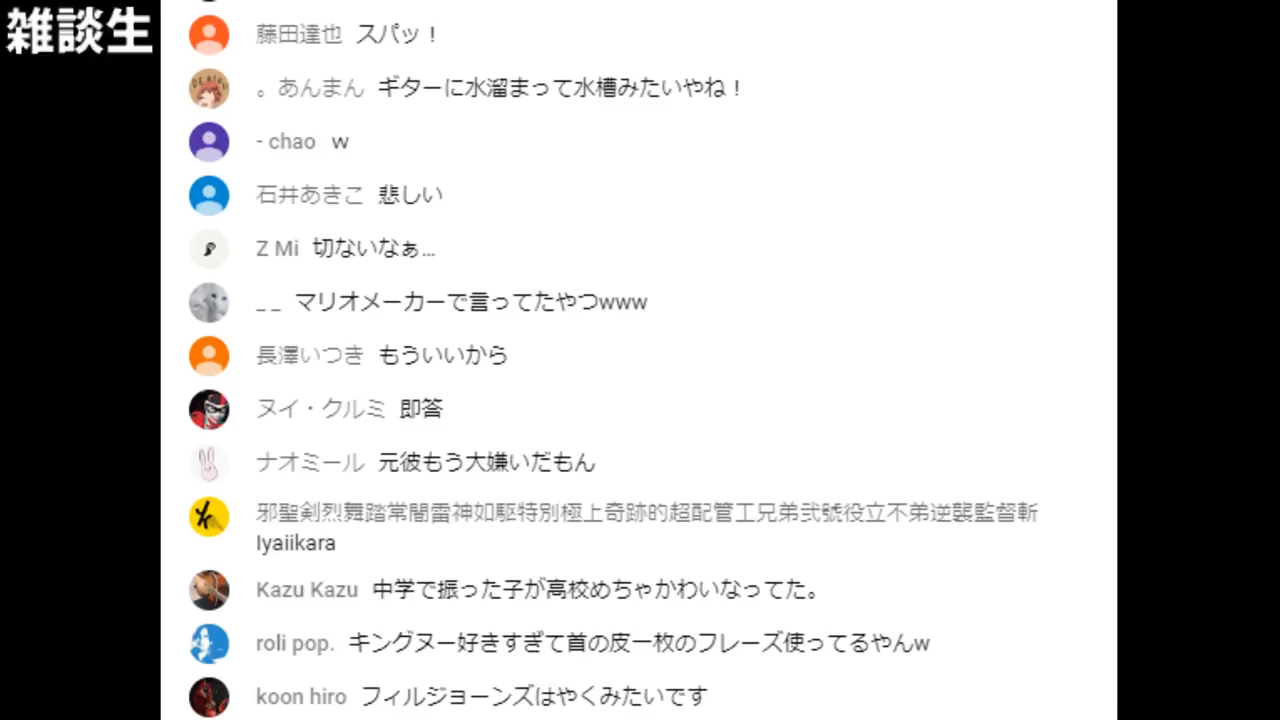 雑談生
藤田達也 スパッ！
。あんまん ギターに水溜まって水槽みたいやね！
- chao w
石井あきこ 悲しい
Z Mi 切ないなぁ...
_ _ マリオメーカーで言ってたやつwww
長澤いつき もういいから
ヌイ・クルミ 即答
ナオミール 元彼もう大嫌いだもん
邪聖剣烈舞踏常闇雷神如駆特別極上奇跡的超配管工兄弟弐號役立不弟逆襲監督斬
Iyaiikara
Kazu Kazu 中学で振った子が高校めちゃかわいなってた。
roli pop. キングヌー好きすぎて首の皮一枚のフレーズ使ってるやんw
koon hiro フィルジョーンズはやくみたいです